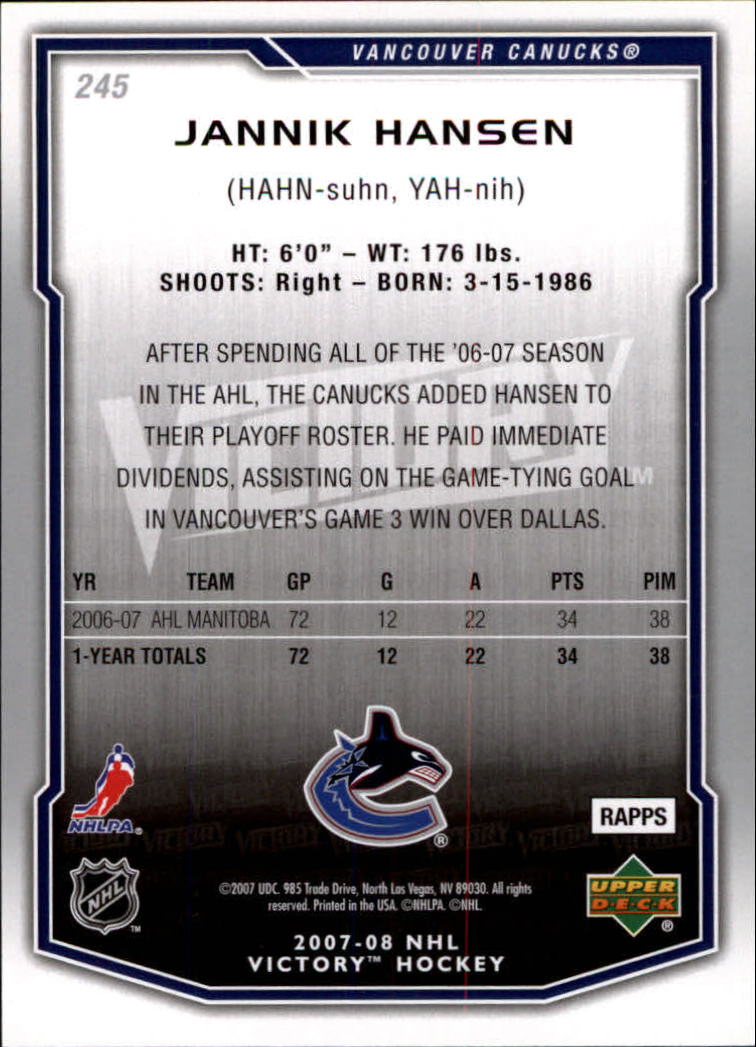 VANCOUVER CANUCKS®
245
JANNIK HANSEN
(HAHN-suhn, YAH-nih)
HT: 6'0" – WT: 176 lbs.
SHOOTS: Right – BORN: 3-15-1986
AFTER SPENDING ALL OF THE '06-07 SEASON
IN THE AHL, THE CANUCKS ADDED HANSEN TO
THEIR PLAYOFF ROSTER. HE PAID IMMEDIATE
DIVIDENDS, ASSISTING ON THE GAME-TYING GOAL
IN VANCOUVER'S GAME 3 WIN OVER DALLAS.
VICTORY TM
YR TEAM GP G A PTS PIM
2006-07 AHL MANITOBA 72 12 22 34 38
1-YEAR TOTALS 72 12 22 34 38
®
NHLPA®
RAPPS
NHL TM
UPPER
D•E•C•K
®
©2007 UDC. 985 Trade Drive, North Las Vegas, NV 89030. All rights
reserved. Printed in the USA. ©NHLPA. ©NHL.
2007-08 NHL
VICTORY™ HOCKEY